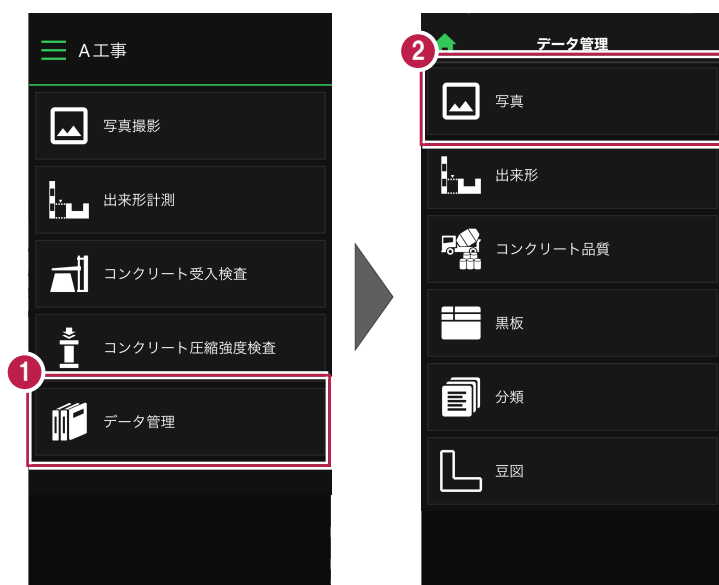 A工事
写真撮影
出来形計測
コンクリート受入検査
コンクリート圧縮強度検査
1
データ管理
2
データ管理
写真
出来形
コンクリート品質
黒板
分類
豆図